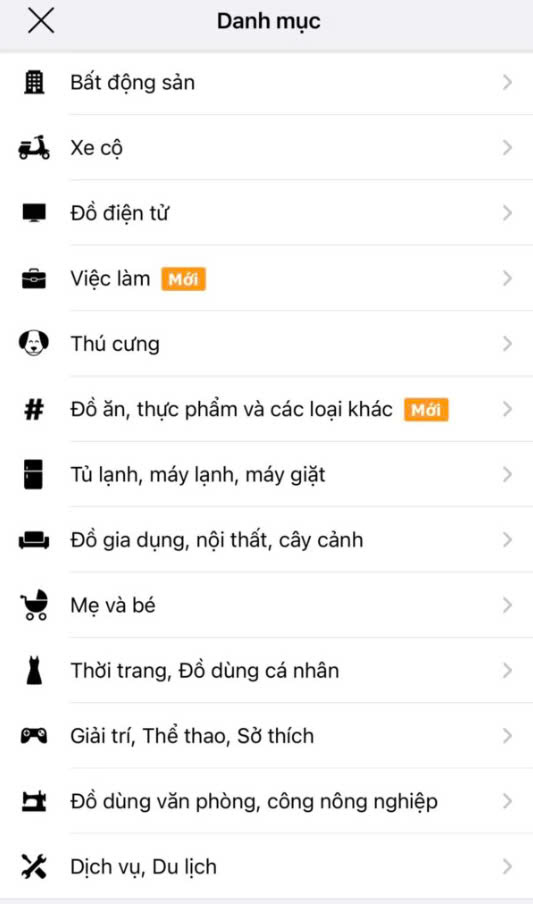 Danh mục
Bất động sản
Xe cộ
Đồ điện tử
Việc làm Mới
Thú cưng
Đồ ăn, thực phẩm và các loại khác Mới
Tủ lạnh, máy lạnh, máy giặt
Đồ gia dụng, nội thất, cây cảnh
Mẹ và bé
Thời trang, Đồ dùng cá nhân
Giải trí, Thể thao, Sở thích
Đồ dùng văn phòng, công nông nghiệp
Dịch vụ, Du lịch